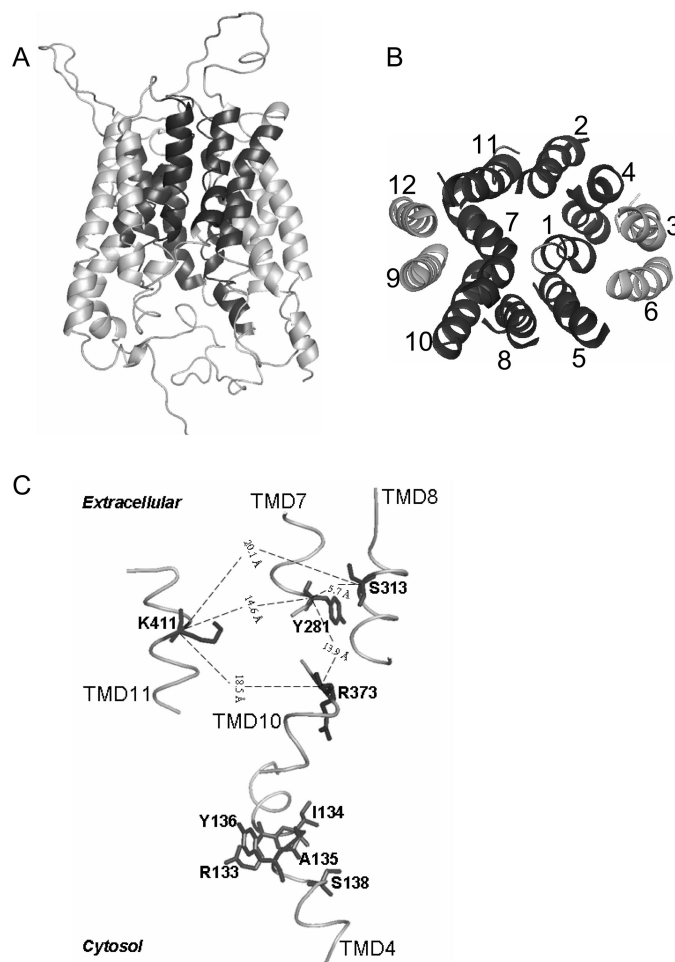 A
B
2
11
4
12
7
1
3
9
6
10
8
5
C
Extracellular
TMD7
TMD8
20.1 Å
5.7 Å
S313
14.6 Å
K411
Y281
13.9 Å
18.5 Å
R373
TMD11
TMD10
Y136
I134
R133
A135
S138
Cytosol
TMD4